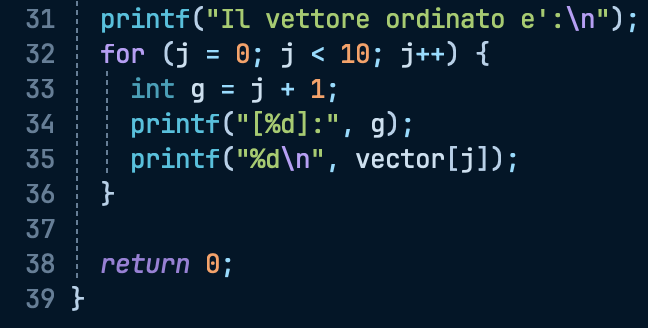 31 printf("Il vettore ordinato e':\n");
32 for (j = 0; j < 10; j++) {
33 int g = j + 1;
34 printf("[%d]:", g);
35 printf("%d\n", vector[j]);
36 }
37
38 return 0;
39 }